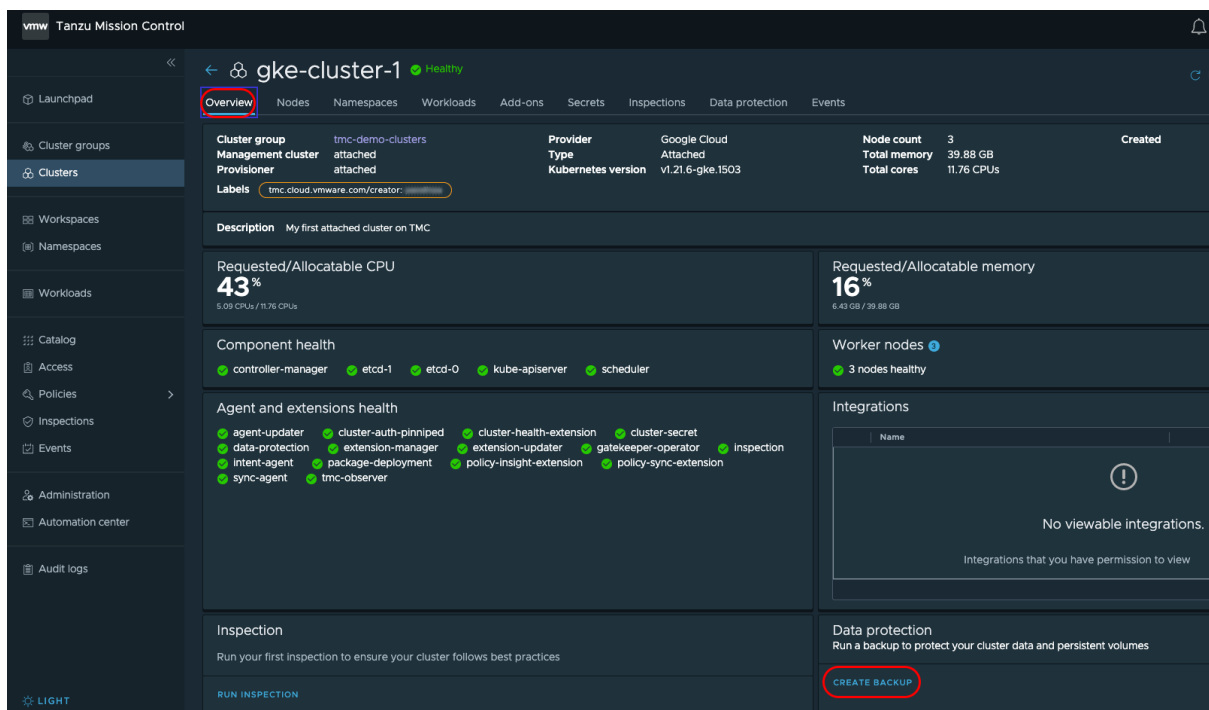 vmw Tanzu Mission Control
Launchpad
Cluster groups
Clusters
Workspaces
Namespaces
Workloads
Catalog
Access
Policies
Inspections
Events
Administration
Automation center
Audit logs
LIGHT
gke-cluster-1 Healthy
Overview Nodes Namespaces Workloads Add-ons Secrets Inspections Data protection Events
Cluster group tmc-demo-clusters Provider Google Cloud Node count 3 Created
Management cluster attached Type Attached Total memory 39.88 GB
Provisioner attached Kubernetes version v1.21.6-gke.1503 Total cores 11.76 CPUs
Labels tmc.cloud.vmware.com/creator:
Description My first attached cluster on TMC
Requested/Allocatable CPU
43%
5.09 CPUs / 11.76 CPUs
Requested/Allocatable memory
16%
6.43 GB / 39.88 GB
Component health
controller-manager etcd-1 etcd-0 kube-apiserver scheduler
Worker nodes 3
3 nodes healthy
Agent and extensions health
agent-updater cluster-auth-pinniped cluster-health-extension cluster-secret
data-protection extension-manager extension-updater gatekeeper-operator inspection
intent-agent package-deployment policy-insight-extension policy-sync-extension
sync-agent tmc-observer
Integrations
Name
No viewable integrations.
Integrations that you have permission to view
Inspection
Run your first inspection to ensure your cluster follows best practices
RUN INSPECTION
Data protection
Run a backup to protect your cluster data and persistent volumes
CREATE BACKUP